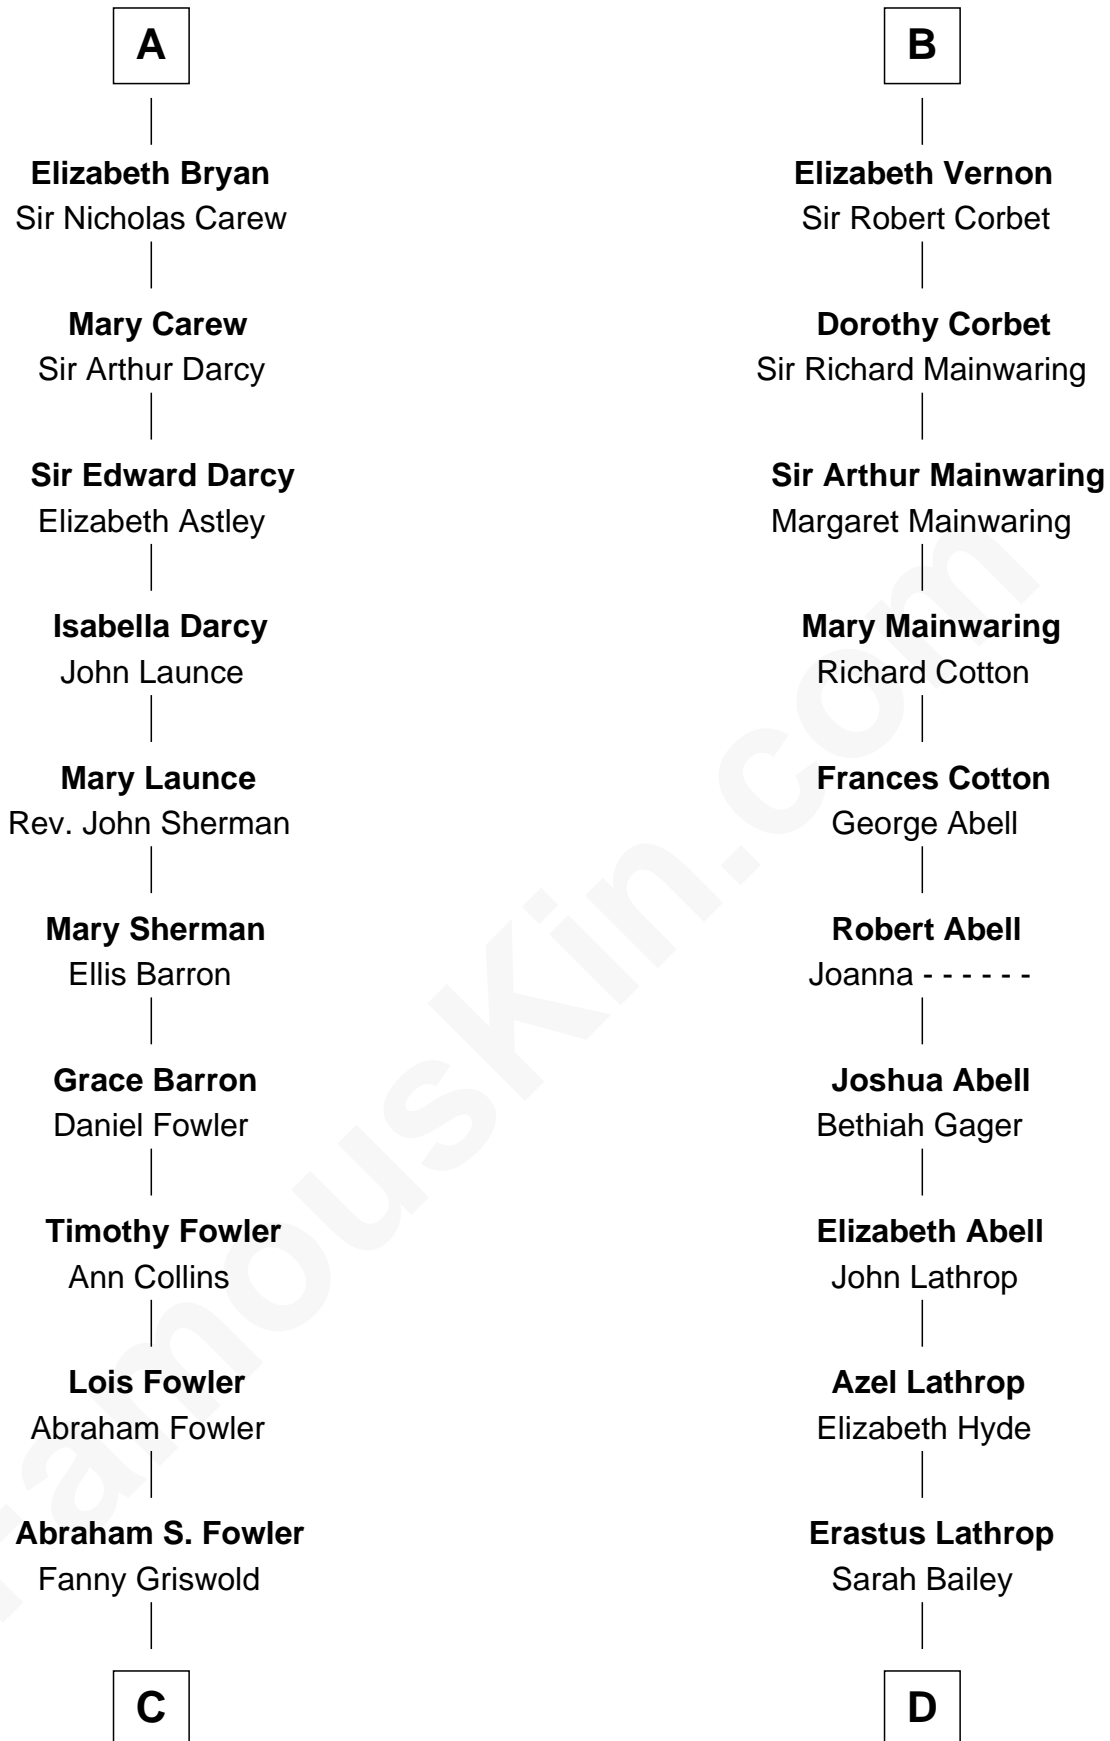 A
Elizabeth Bryan
Sir Nicholas Carew
Mary Carew
Sir Arthur Darcy
Sir Edward Darcy
Elizabeth Astley
Isabella Darcy
John Launce
Mary Launce
Rev. John Sherman
Mary Sherman
Ellis Barron
Grace Barron
Daniel Fowler
Timothy Fowler
Ann Collins
Lois Fowler
Abraham Fowler
Abraham S. Fowler
Fanny Griswold
C
B
Elizabeth Vernon
Sir Robert Corbet
Dorothy Corbet
Sir Richard Mainwaring
Sir Arthur Mainwaring
Margaret Mainwaring
Mary Mainwaring
Richard Cotton
Frances Cotton
George Abell
Robert Abell
Joanna - - - - - -
Joshua Abell
Bethiah Gager
Elizabeth Abell
John Lathrop
Azel Lathrop
Elizabeth Hyde
Erastus Lathrop
Sarah Bailey
D
FamousKin.com